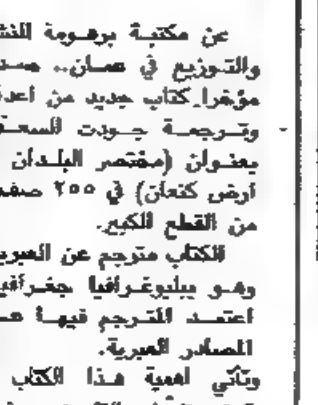 عن مكتبة برهومة للنشر
والتوزيع في عمان.. صدر
مؤخرا كتاب جديد من اعداد
وترجمة جودت السعد
بعنوان (مختصر البلدان
ارض كنعان) في ٢٥٥ صفحة
من القطع الكبير.
الكتاب مترجم عن العبرية
وهو ببليوغرافيا جغرافية
اعتمد المترجم فيها
المصادر العبرية.
وتأتي اهمية هذا الكتاب